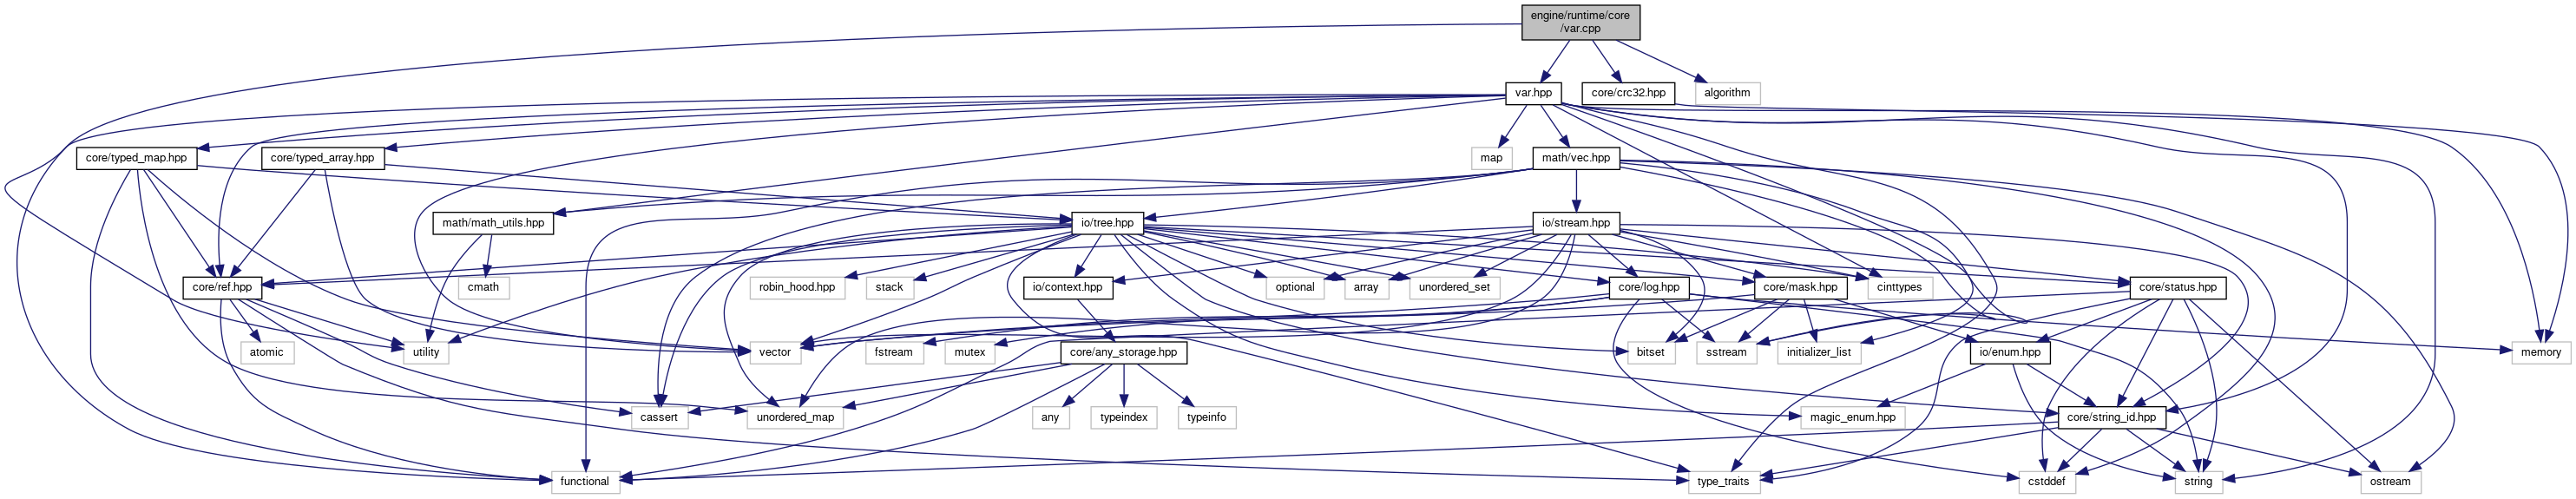 engine/runtime/core
/var.cpp
var.hpp
core/crc32.hpp
algorithm
core/typed_map.hpp
core/typed_array.hpp
map
math/vec.hpp
math/math_utils.hpp
io/tree.hpp
io/stream.hpp
core/ref.hpp
cmath
robin_hood.hpp
stack
io/context.hpp
optional
array
unordered_set
core/log.hpp
core/mask.hpp
cinttypes
core/status.hpp
atomic
utility
vector
fstream
mutex
core/any_storage.hpp
bitset
sstream
initializer_list
io/enum.hpp
memory
cassert
unordered_map
any
typeindex
typeinfo
magic_enum.hpp
core/string_id.hpp
functional
type_traits
cstddef
string
ostream